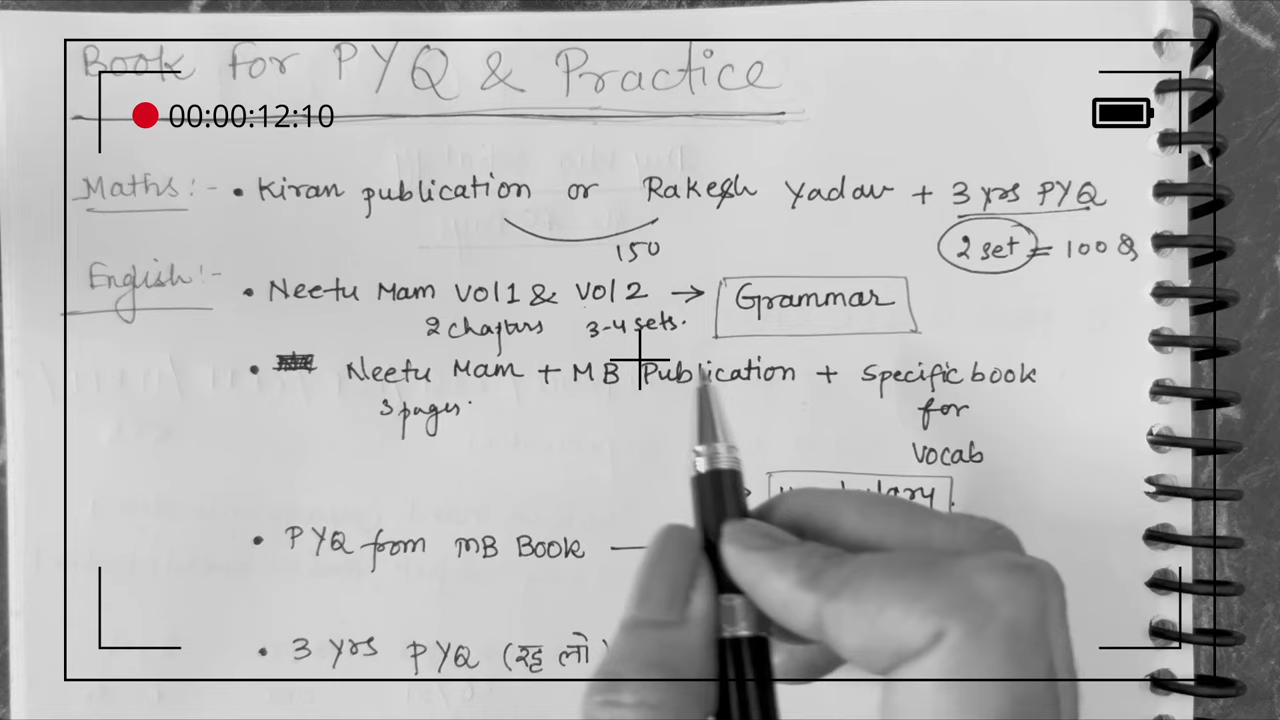 Book for PYQ & Practice
00:00:12:10
Maths:- • Kiran publication or Rakesh Yadav + 3 yrs PYQ
150
2 set = 100 Q
English:-
• Neetu Mam Vol 1 & Vol 2 → Grammar
2 chapters 3-4 sets.
• Neetu Mam + MB Publication + Specific book
3 pages.
for
vocab
• PYQ from MB Book —
• 3 yrs PYQ (रट्ट लो